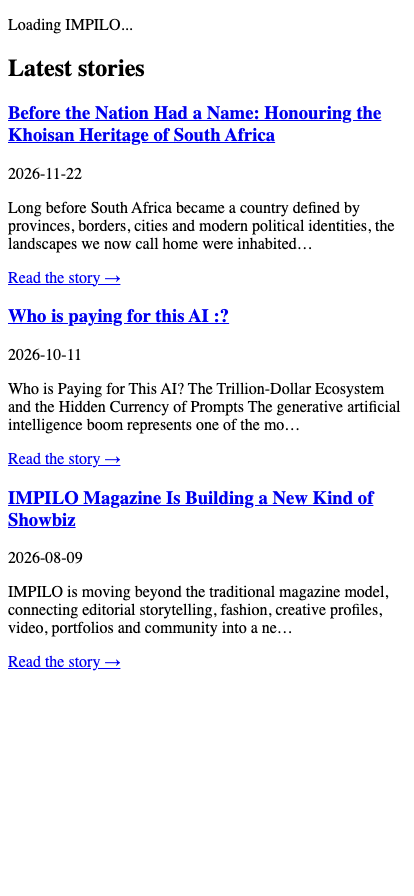 Loading IMPILO...
Latest stories
Before the Nation Had a Name: Honouring the
Khoisan Heritage of South Africa
2026-11-22
Long before South Africa became a country defined by
provinces, borders, cities and modern political identities, the
landscapes we now call home were inhabited…
Read the story →
Who is paying for this AI :?
2026-10-11
Who is Paying for This AI? The Trillion-Dollar Ecosystem
and the Hidden Currency of Prompts The generative artificial
intelligence boom represents one of the mo…
Read the story →
IMPILO Magazine Is Building a New Kind of
Showbiz
2026-08-09
IMPILO is moving beyond the traditional magazine model,
connecting editorial storytelling, fashion, creative profiles,
video, portfolios and community into a ne…
Read the story →